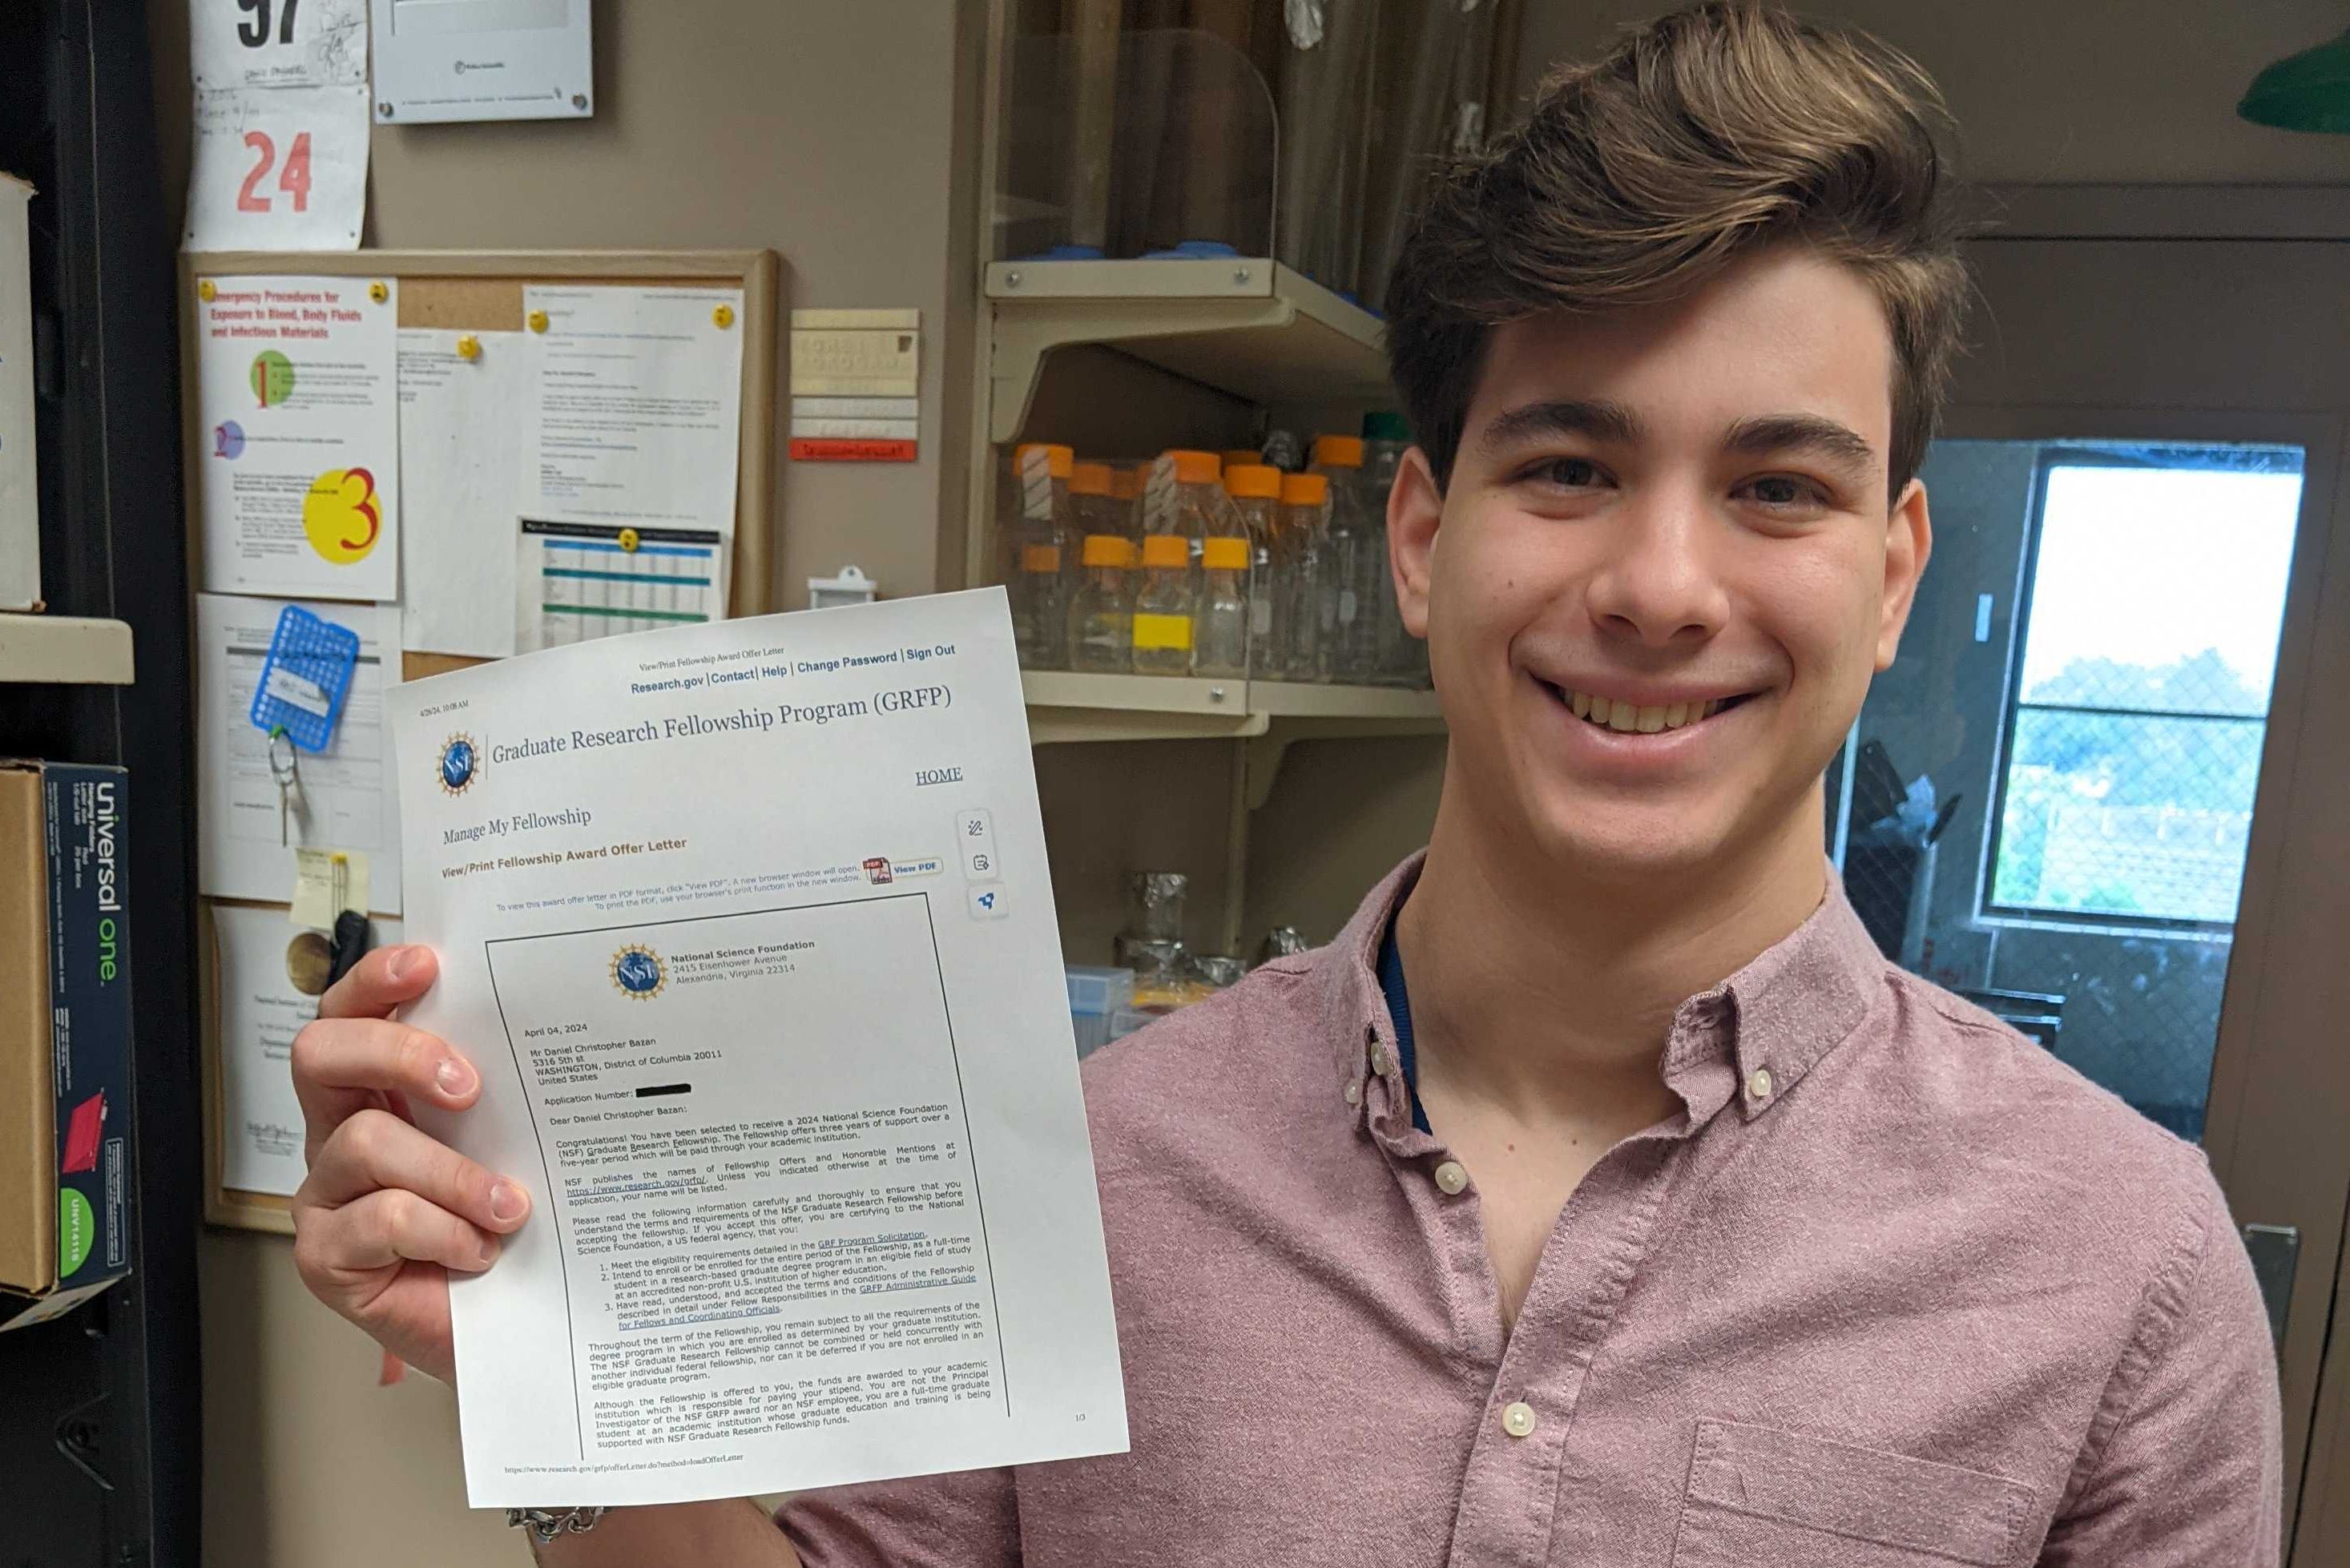 97
24
Emergency Procedures for
Exposure to Blood, Body Fluids
and Infectious Materials
1
2
3
universal one.
Hanging Folders
UNV14118
4/26/24, 10:08 AM
View/Print Fellowship Award Offer Letter
Research.gov | Contact | Help | Change Password | Sign Out
NSF
Graduate Research Fellowship Program (GRFP)
HOME
Manage My Fellowship
View/Print Fellowship Award Offer Letter
To view this award offer letter in PDF format, click "View PDF". A new browser window will open.
To print the PDF, use your browser's print function in the new window.
View PDF
NSF
National Science Foundation
2415 Eisenhower Avenue
Alexandria, Virginia 22314
April 04, 2024
Mr Daniel Christopher Bazan
5316 5th st
WASHINGTON, District of Columbia 20011
United States
Application Number:
Dear Daniel Christopher Bazan:
Congratulations! You have been selected to receive a 2024 National Science Foundation
(NSF) Graduate Research Fellowship. The Fellowship offers three years of support over a
five-year period which will be paid through your academic institution.
NSF publishes the names of Fellowship Offers and Honorable Mentions at
https://www.research.gov/grfp/. Unless you indicated otherwise at the time of
application, your name will be listed.
Please read the following information carefully and thoroughly to ensure that you
understand the terms and requirements of the NSF Graduate Research Fellowship before
accepting the fellowship. If you accept this offer, you are certifying to the National
Science Foundation, a US federal agency, that you:
1. Meet the eligibility requirements detailed in the GRF Program Solicitation.
2. Intend to enroll or be enrolled for the entire period of the Fellowship, as a full-time
student in a research-based graduate degree program in an eligible field of study
at an accredited non-profit U.S. institution of higher education.
3. Have read, understood, and accepted the terms and conditions of the Fellowship
described in detail under Fellow Responsibilities in the GRFP Administrative Guide
for Fellows and Coordinating Officials.
Throughout the term of the Fellowship, you remain subject to all the requirements of the
degree program in which you are enrolled as determined by your graduate institution.
The NSF Graduate Research Fellowship cannot be combined or held concurrently with
another individual federal fellowship, nor can it be deferred if you are not enrolled in an
eligible graduate program.
Although the Fellowship is offered to you, the funds are awarded to your academic
institution which is responsible for paying your stipend. You are not the Principal
Investigator of the NSF GRFP award nor an NSF employee, you are a full-time graduate
student at an academic institution whose graduate education and training is being
supported with NSF Graduate Research Fellowship funds.
https://www.research.gov/grfp/offerLetter.do?method=loadOfferLetter
1/3